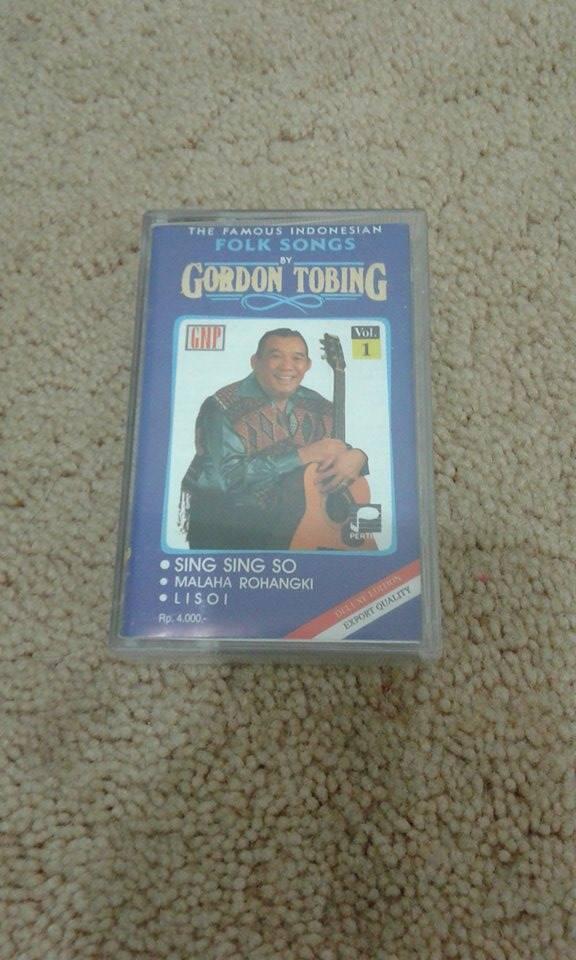 THE FAMOUS INDONESIAN
FOLK SONGS
BY
GORDON TOBING
GNP
Vol.
1
PERTI
• SING SING SO
• MALAHA ROHANGKI
• LISOI
Rp. 4.000,-
DELUXE EDITION
EXPORT QUALITY